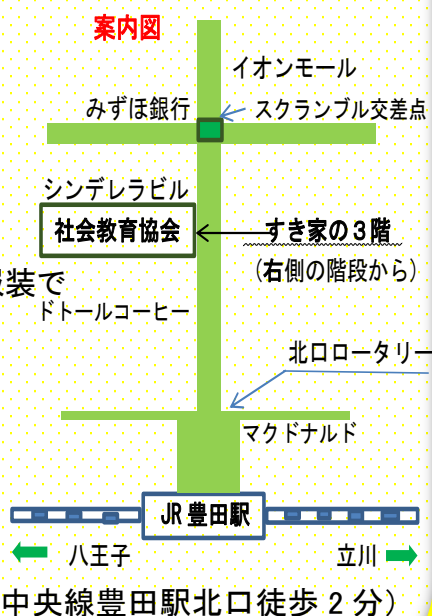 案内図
イオンモール
みずほ銀行 スクランブル交差点
シンデレラビル
社会教育協会 すき家の３階
(右側の階段から)
服装で
ドトールコーヒー
北口ロータリー
マクドナルド
JR 豊田駅
八王子 立川
中央線豊田駅北口徒歩 2 分)